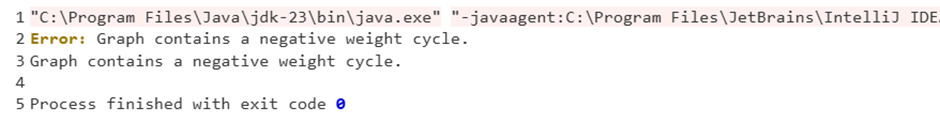 1 "C:\Program Files\Java\jdk-23\bin\java.exe" "-javaagent:C:\Program Files\JetBrains\IntelliJ IDE
2 Error: Graph contains a negative weight cycle.
3 Graph contains a negative weight cycle.
4
5 Process finished with exit code 0